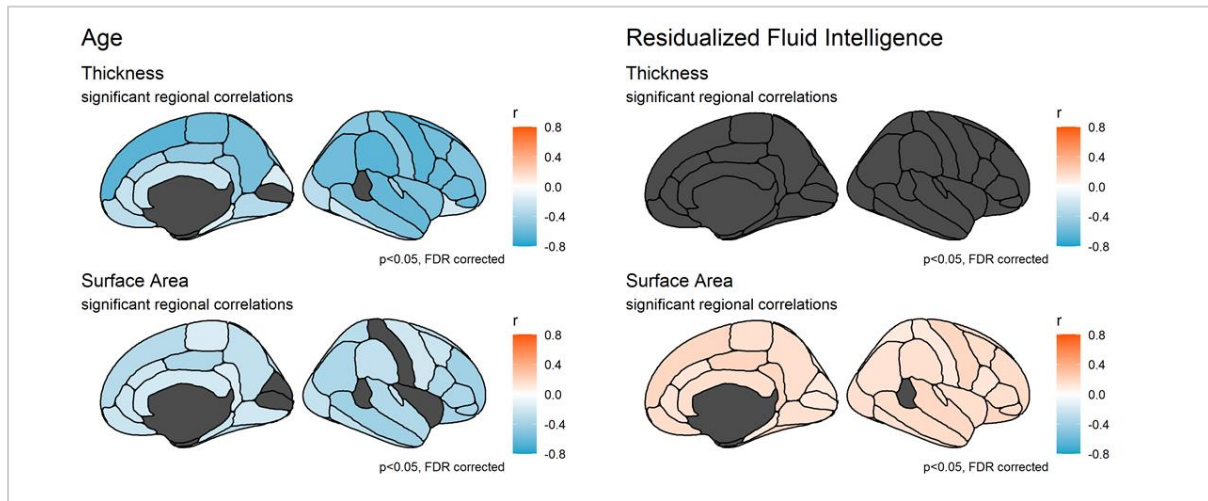 Age
Thickness
significant regional correlations
r
0.8
0.4
0.0
-0.4
-0.8
p<0.05, FDR corrected
Surface Area
significant regional correlations
r
0.8
0.4
0.0
-0.4
-0.8
p<0.05, FDR corrected
Residualized Fluid Intelligence
Thickness
significant regional correlations
r
0.8
0.4
0.0
-0.4
-0.8
p<0.05, FDR corrected
Surface Area
significant regional correlations
r
0.8
0.4
0.0
-0.4
-0.8
p<0.05, FDR corrected